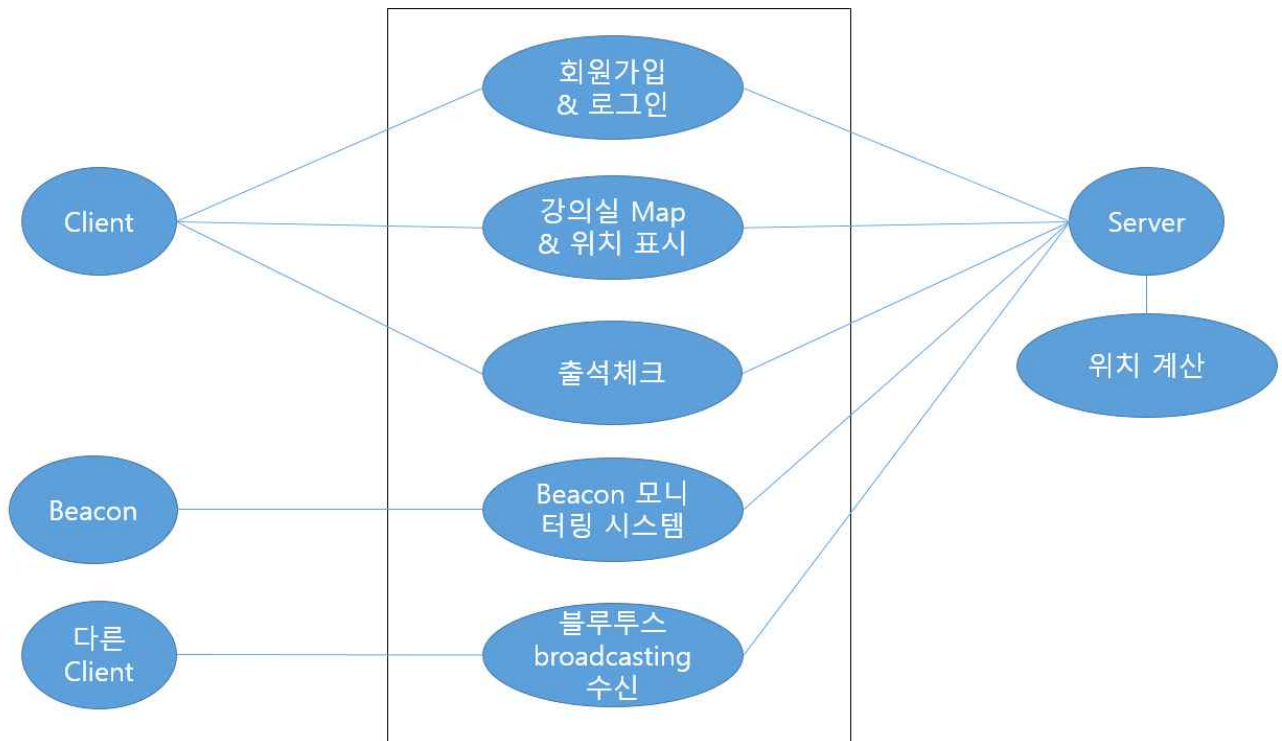 회원가입
& 로그인
Client
강의실 Map
& 위치 표시
Server
출석체크
위치 계산
Beacon
Beacon 모니
터링 시스템
다른
Client
블루투스
broadcasting
수신